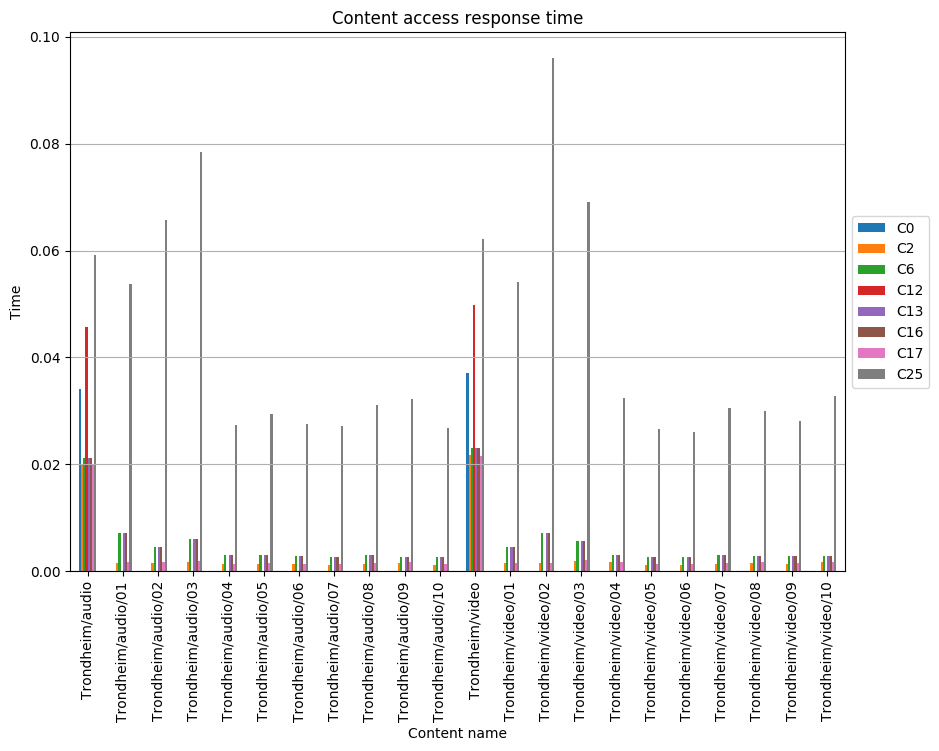 Content access response time
0.10
0.08
0.06
0.04
0.02
0.00
Time
C0
C2
C6
C12
C13
C16
C17
C25
Trondheim/audio
Trondheim/audio/01
Trondheim/audio/02
Trondheim/audio/03
Trondheim/audio/04
Trondheim/audio/05
Trondheim/audio/06
Trondheim/audio/07
Trondheim/audio/08
Trondheim/audio/09
Trondheim/audio/10
Trondheim/video
Trondheim/video/01
Trondheim/video/02
Trondheim/video/03
Trondheim/video/04
Trondheim/video/05
Trondheim/video/06
Trondheim/video/07
Trondheim/video/08
Trondheim/video/09
Trondheim/video/10
Content name